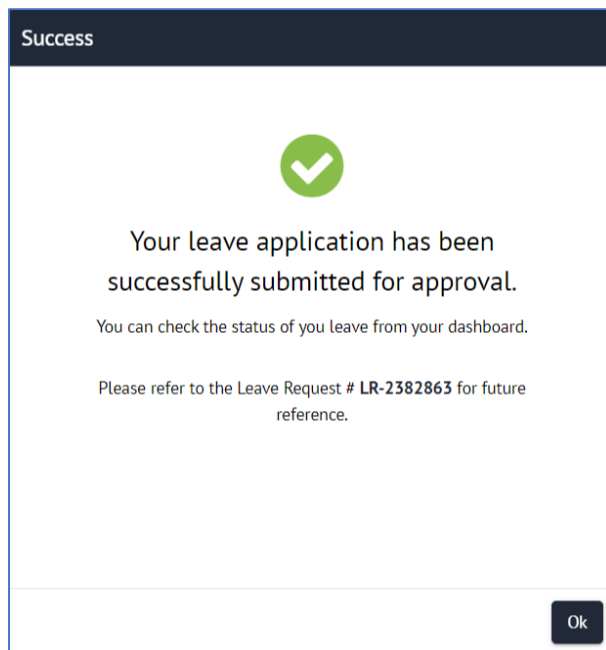 Success
Your leave application has been
successfully submitted for approval.
You can check the status of you leave from your dashboard.
Please refer to the Leave Request # LR-2382863 for future
reference.
Ok